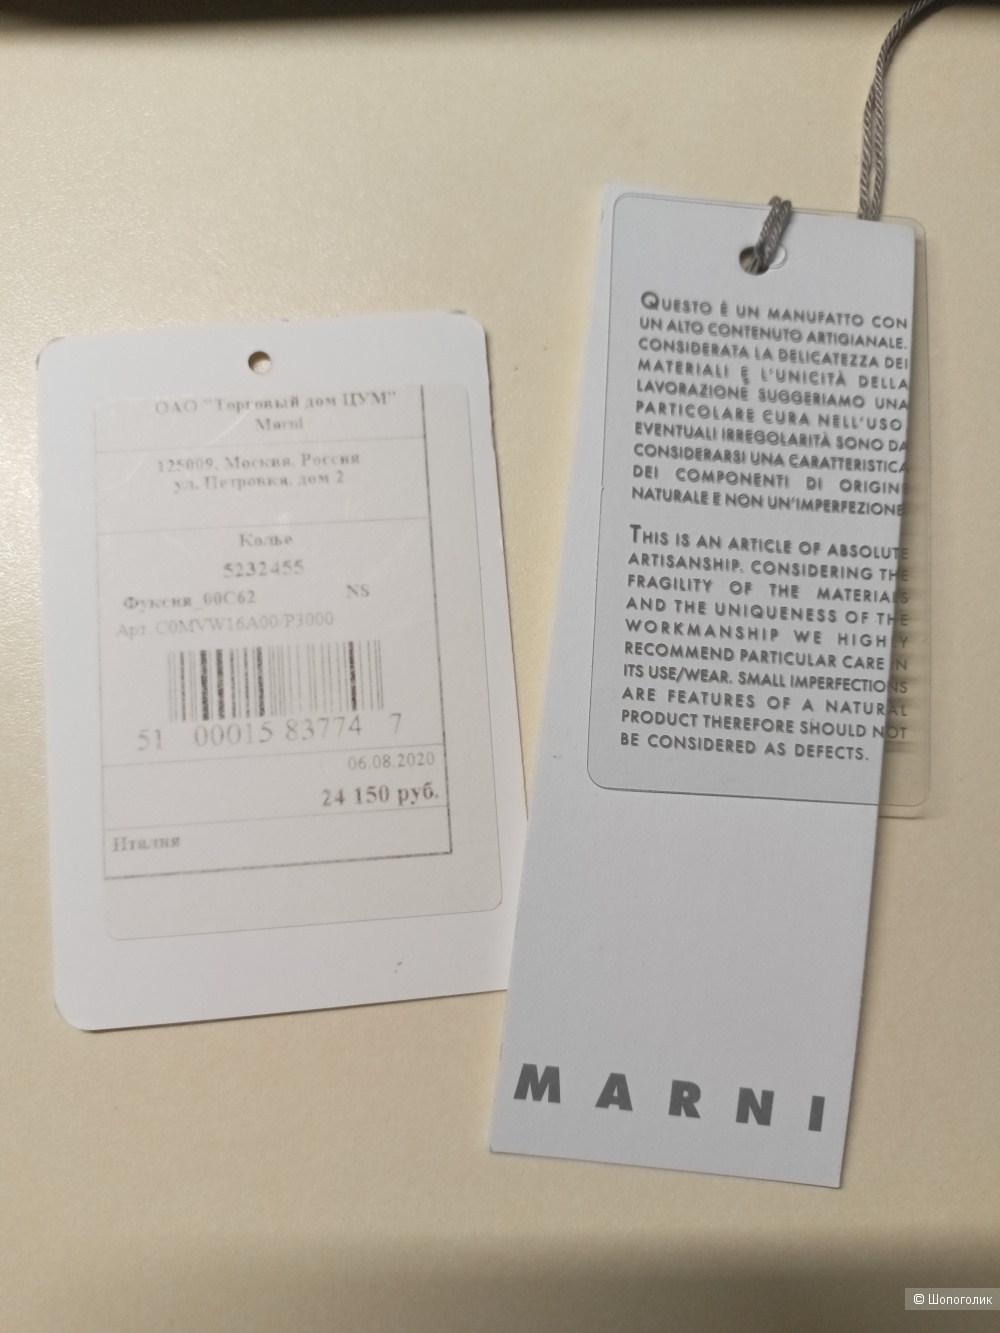 ОАО "Торговый дом ЦУМ"
Marni
125009, Москва, Россия
ул. Петровка, дом 2
Колье
5232455
Фуксия_00C62 NS
Арт. C0MVW16A00/P3000
51 00015 83774 7
06.08.2020
24 150 руб.
Италия
QUESTO È UN MANUFATTO CON
UN ALTO CONTENUTO ARTIGIANALE.
CONSIDERATA LA DELICATEZZA DEI
MATERIALI E L'UNICITÀ DELLA
LAVORAZIONE SUGGERIAMO UNA
PARTICOLARE CURA NELL'USO
EVENTUALI IRREGOLARITÀ SONO DA
CONSIDERARSI UNA CARATTERISTICA
DEI COMPONENTI DI ORIGINE
NATURALE E NON UN'IMPERFEZIONE
THIS IS AN ARTICLE OF ABSOLUTE
ARTISANSHIP. CONSIDERING THE
FRAGILITY OF THE MATERIALS
AND THE UNIQUENESS OF THE
WORKMANSHIP WE HIGHLY
RECOMMEND PARTICULAR CARE IN
ITS USE/WEAR. SMALL IMPERFECTIONS
ARE FEATURES OF A NATURAL
PRODUCT THEREFORE SHOULD NOT
BE CONSIDERED AS DEFECTS.
MARNI
© Шопоголик